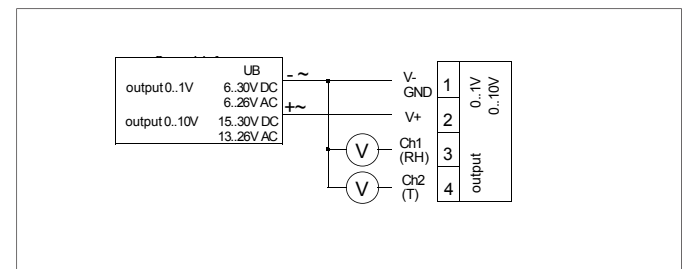 UB
output 0..1V 6..30V DC
6..26V AC
output 0..10V 15..30V DC
13..26V AC
- ~
+~
V-
GND
V+
V
Ch1
(RH)
V
Ch2
(T)
1
2
3
4
0..1V
0..10V
output